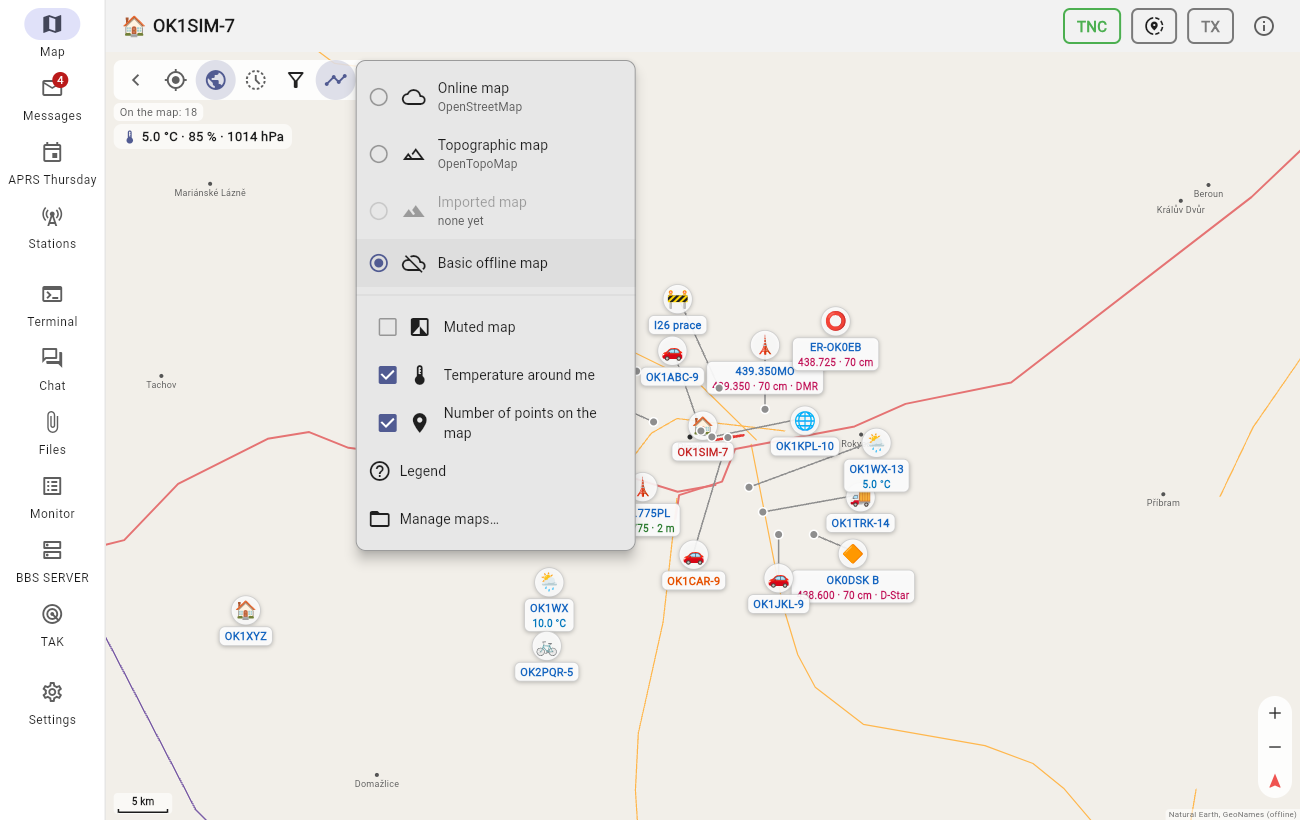 OK1SIM-7
TNC
TX
Map
4
Messages
APRS Thursday
Stations
Terminal
Chat
Files
Monitor
BBS SERVER
TAK
Settings
On the map: 18
5.0 °C · 85 % · 1014 hPa
Online map
OpenStreetMap
Topographic map
OpenTopoMap
Imported map
none yet
Basic offline map
Muted map
Temperature around me
Number of points on the
map
Legend
Manage maps…
Mariánské Lázně
Tachov
Domažlice
Beroun
Králův Dvůr
Příbram
Roky
I26 prace
OK1ABC-9
439.350MO
439.350 · 70 cm · DMR
ER-OK0EB
438.725 · 70 cm
OK1SIM-7
OK1KPL-10
OK1WX-13
5.0 °C
OK1TRK-14
.775PL
75 · 2 m
OK1CAR-9
OK0DSK B
438.600 · 70 cm · D-Star
OK1JKL-9
OK1WX
10.0 °C
OK2PQR-5
OK1XYZ
5 km
+
−
Natural Earth, GeoNames (offline)